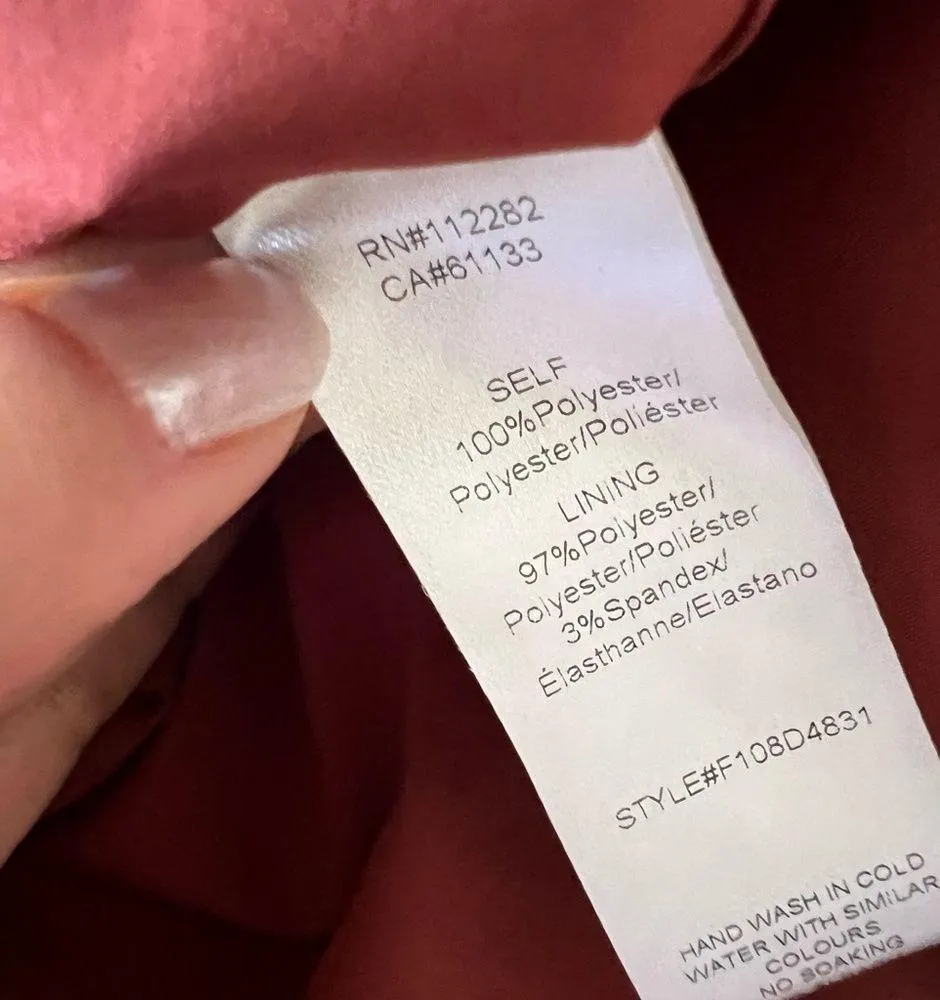 RN#112282
CA#61133
SELF
100%Polyester/
Polyester/Poliéster
LINING
97%Polyester/
Polyester/Poliéster
3%Spandex/
Élasthanne/Elastano
STYLE#F108D4831
HAND WASH IN COLD
WATER WITH SIMILAR
COLOURS
NO SOAKING